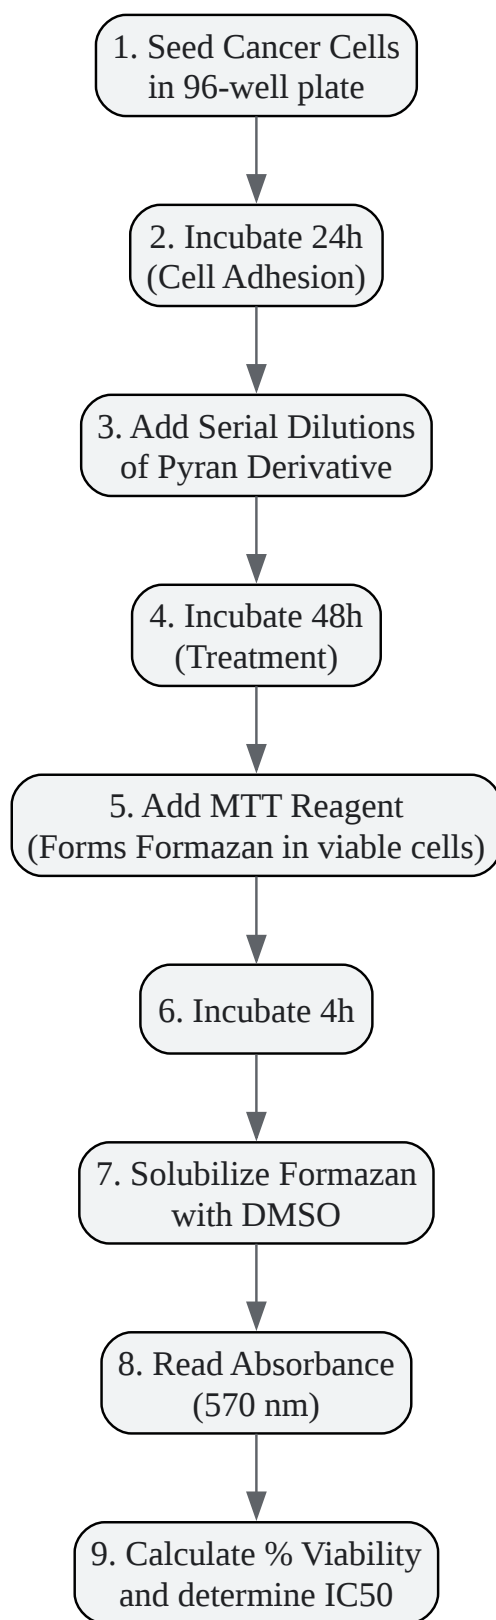 1. Seed Cancer Cells
in 96-well plate
2. Incubate 24h
(Cell Adhesion)
3. Add Serial Dilutions
of Pyran Derivative
4. Incubate 48h
(Treatment)
5. Add MTT Reagent
(Forms Formazan in viable cells)
6. Incubate 4h
7. Solubilize Formazan
with DMSO
8. Read Absorbance
(570 nm)
9. Calculate % Viability
and determine IC50